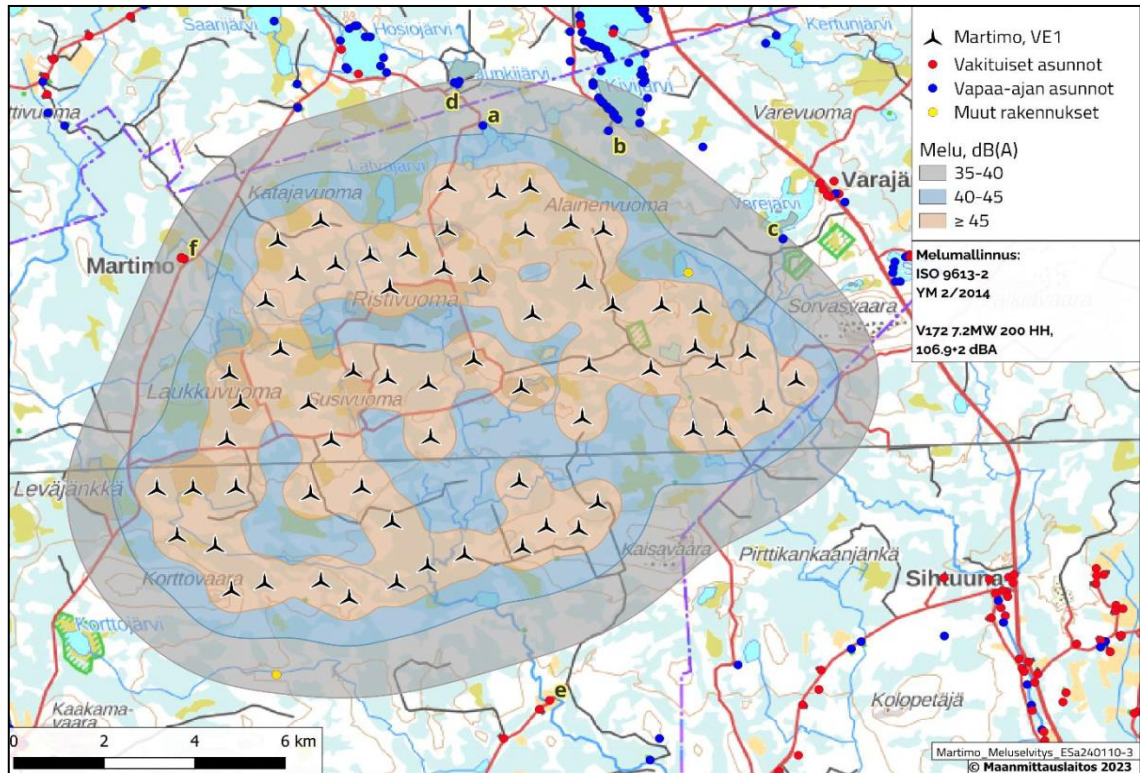 Saarijärvi
Hosiojärvi
Kertunjärvi
Kivijärvi
Varevuoma
d
a
b
Martimo, VE1
Vakituiset asunnot
Vapaa-ajan asunnot
Muut rakennukset
Melu, dB(A)
35-40
40-45
≥ 45
Latvajärvi
Katajavuoma
Alainenvuoma
Varejärvi
c
f
Martimo
Melumallinnus:
ISO 9613-2
YM 2/2014
V172 7.2MW 200 HH,
106.9+2 dBA
Ristivuoma
Sorvasvaara
Laukkuvuoma
Susivuoma
Leväjänkkä
Kaisavaara
Pirttikankaanjänkä
Sihtuuna
Korttovaara
Korttojärvi
e
Kolopetäjä
Kaakama-
vaara
0 2 4 6 km
Martimo_Meluselvitys_ESa240110-3
© Maanmittauslaitos 2023